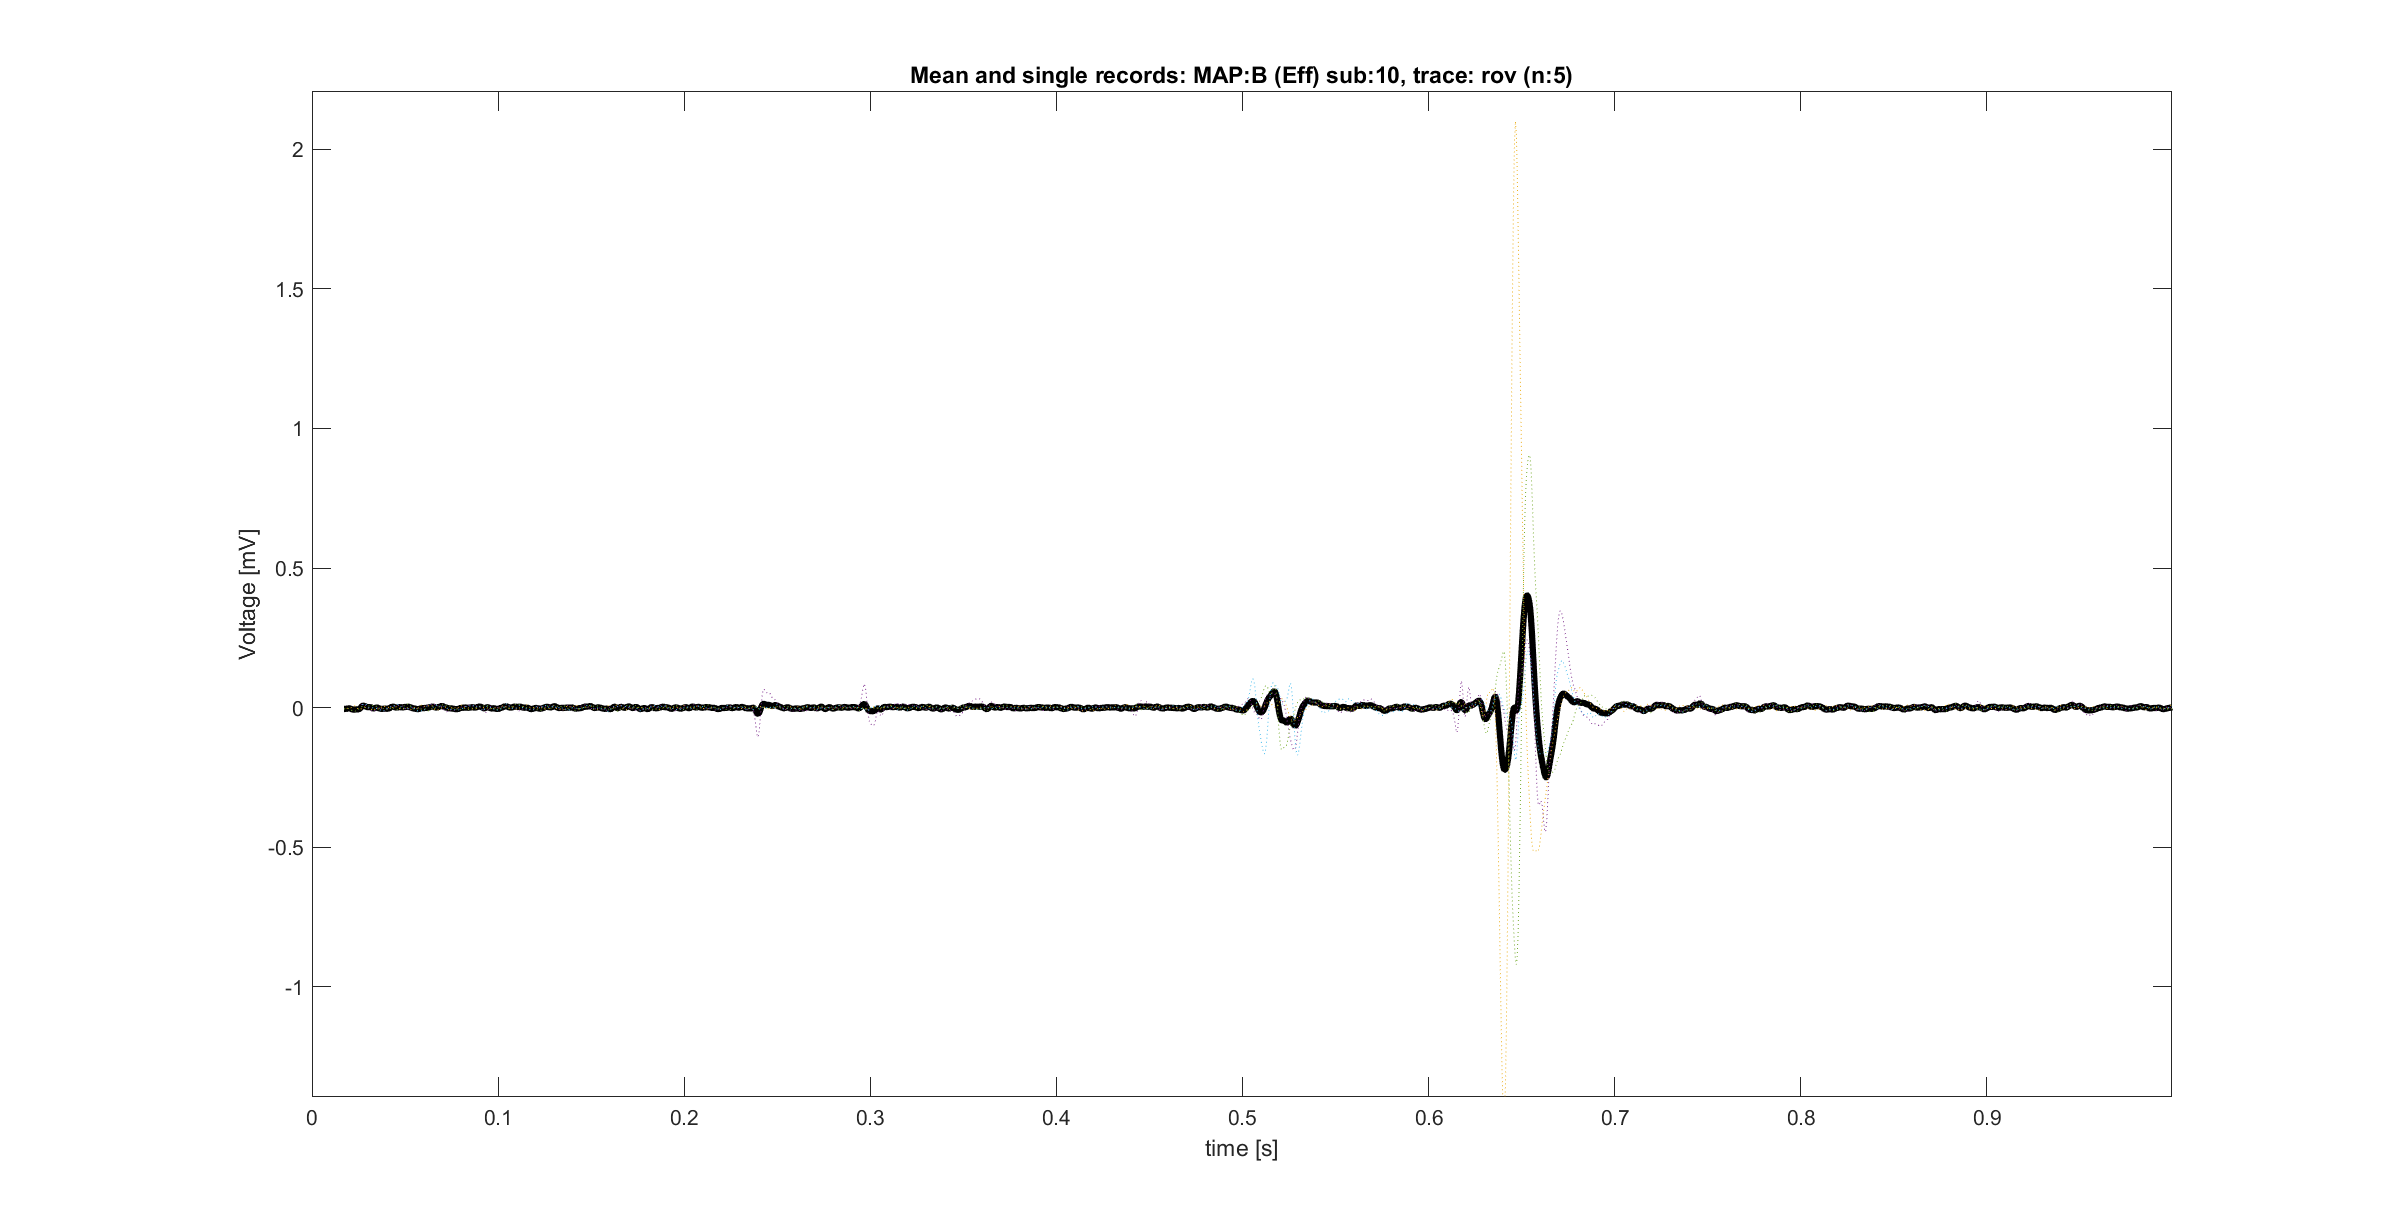 Mean and single records: MAP:B (Eff) sub:10, trace: rov (n:5)
2
1.5
1
0.5
0
-0.5
-1
Voltage [mV]
0 0.1 0.2 0.3 0.4 0.5 0.6 0.7 0.8 0.9
time [s]